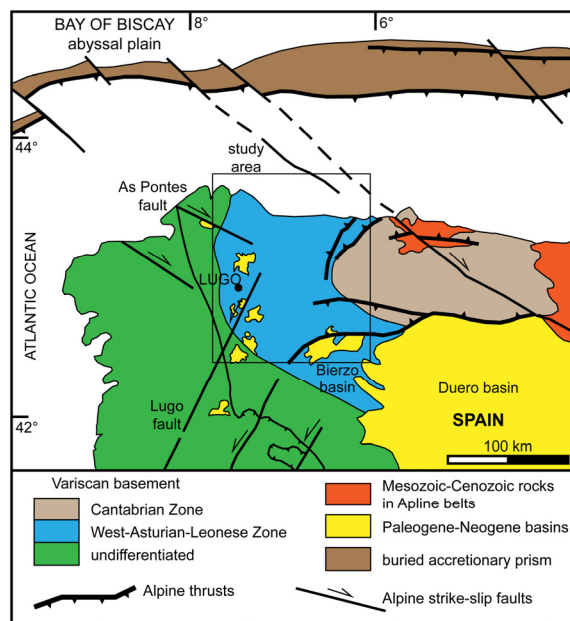 BAY OF BISCAY
abyssal plain
8°
6°
44°
study
area
As Pontes
fault
LUGO
ATLANTIC OCEAN
Bierzo
basin
Duero basin
Lugo
fault
42°
SPAIN
100 km
Variscan basement
Cantabrian Zone
West-Asturian-Leonese Zone
undifferentiated
Mesozoic-Cenozoic rocks
in Apline belts
Paleogene-Neogene basins
buried accretionary prism
Alpine thrusts
Alpine strike-slip faults